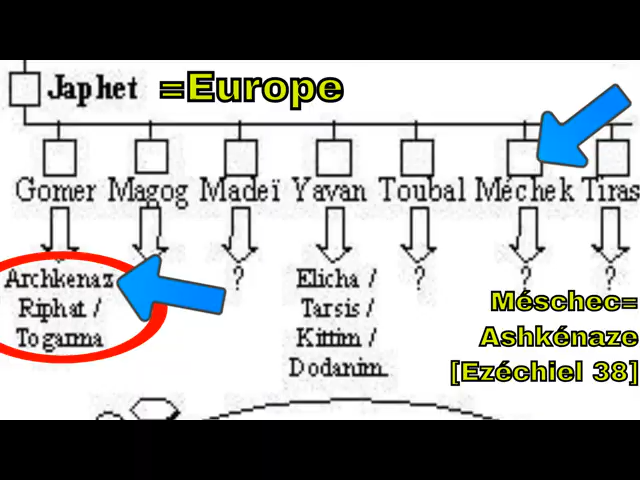 Japhet =Europe
Gomer Magog Madeï Yavan Toubal Méchek Tiras
Archkenaz ? Elicha / ? ? ?
Riphat / Tarsis /
Togarma Kittim /
Dodanim.
Méschec=
Ashkénaze
[Ezéchiel 38]